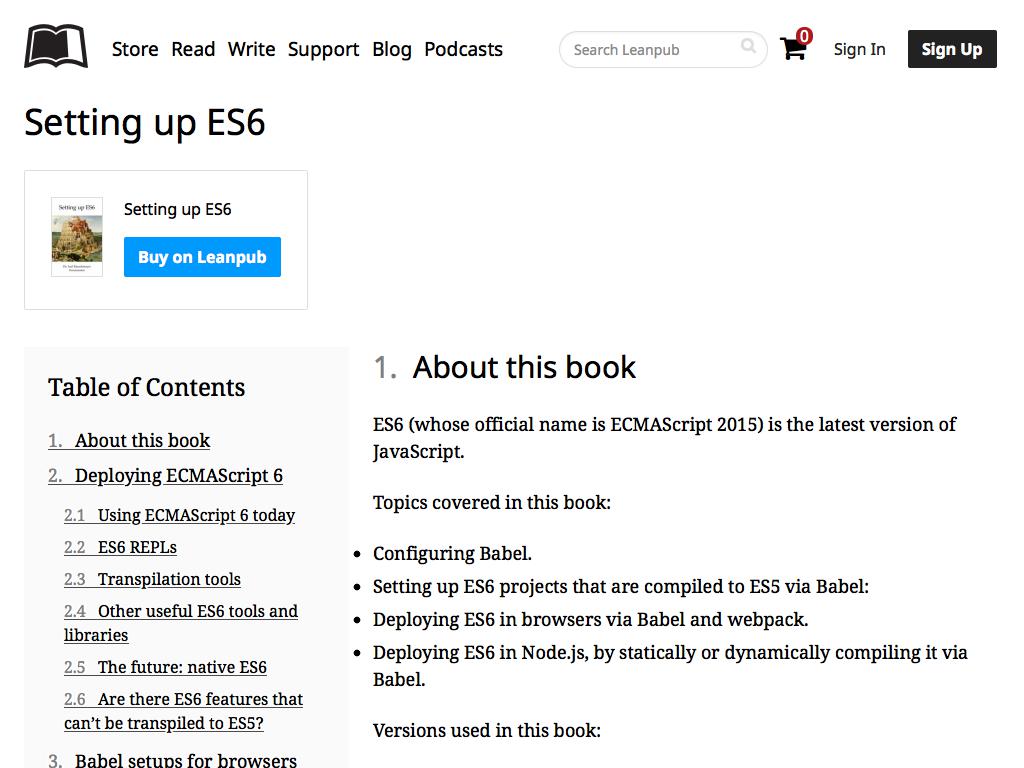 Store Read Write Support Blog Podcasts
Search Leanpub
0
Sign In
Sign Up
Setting up ES6
Setting up ES6
Setting up ES6
Buy on Leanpub
Table of Contents
1. About this book
2. Deploying ECMAScript 6
2.1 Using ECMAScript 6 today
2.2 ES6 REPLs
2.3 Transpilation tools
2.4 Other useful ES6 tools and
libraries
2.5 The future: native ES6
2.6 Are there ES6 features that
can’t be transpiled to ES5?
3. Babel setups for browsers
1. About this book
ES6 (whose official name is ECMAScript 2015) is the latest version of
JavaScript.
Topics covered in this book:
• Configuring Babel.
• Setting up ES6 projects that are compiled to ES5 via Babel:
• Deploying ES6 in browsers via Babel and webpack.
• Deploying ES6 in Node.js, by statically or dynamically compiling it via
Babel.
Versions used in this book: